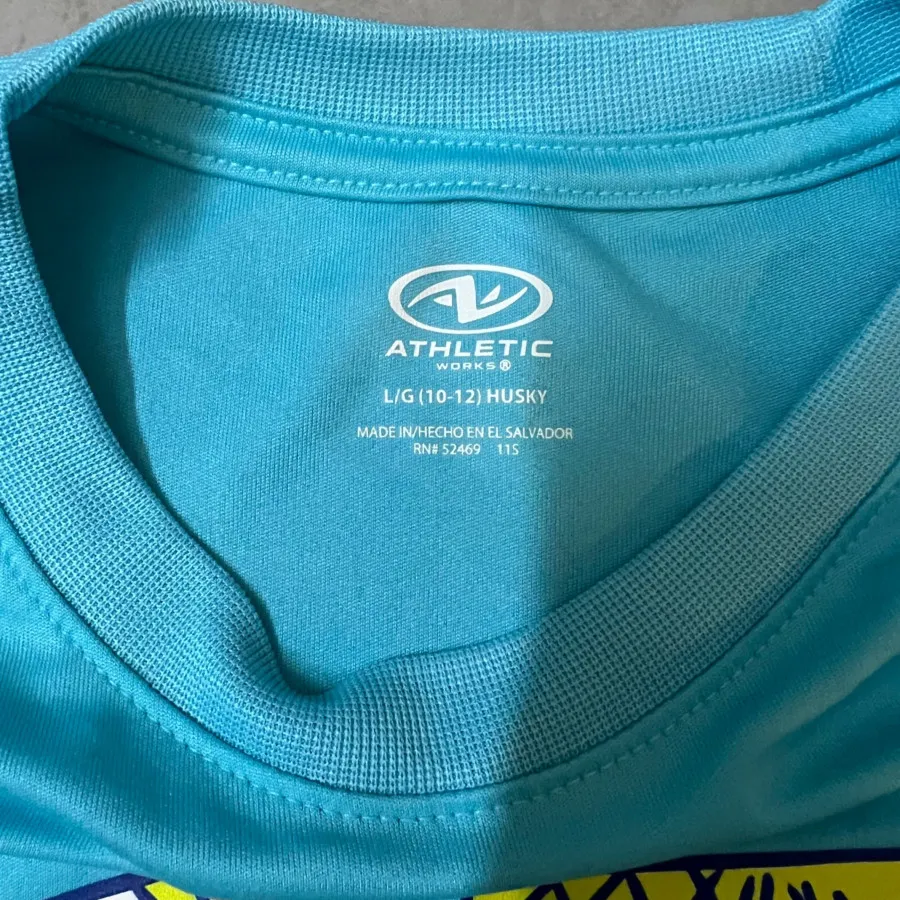 ATHLETIC
WORKS®
L/G (10-12) HUSKY
MADE IN/HECHO EN EL SALVADOR
RN# 52469 11S